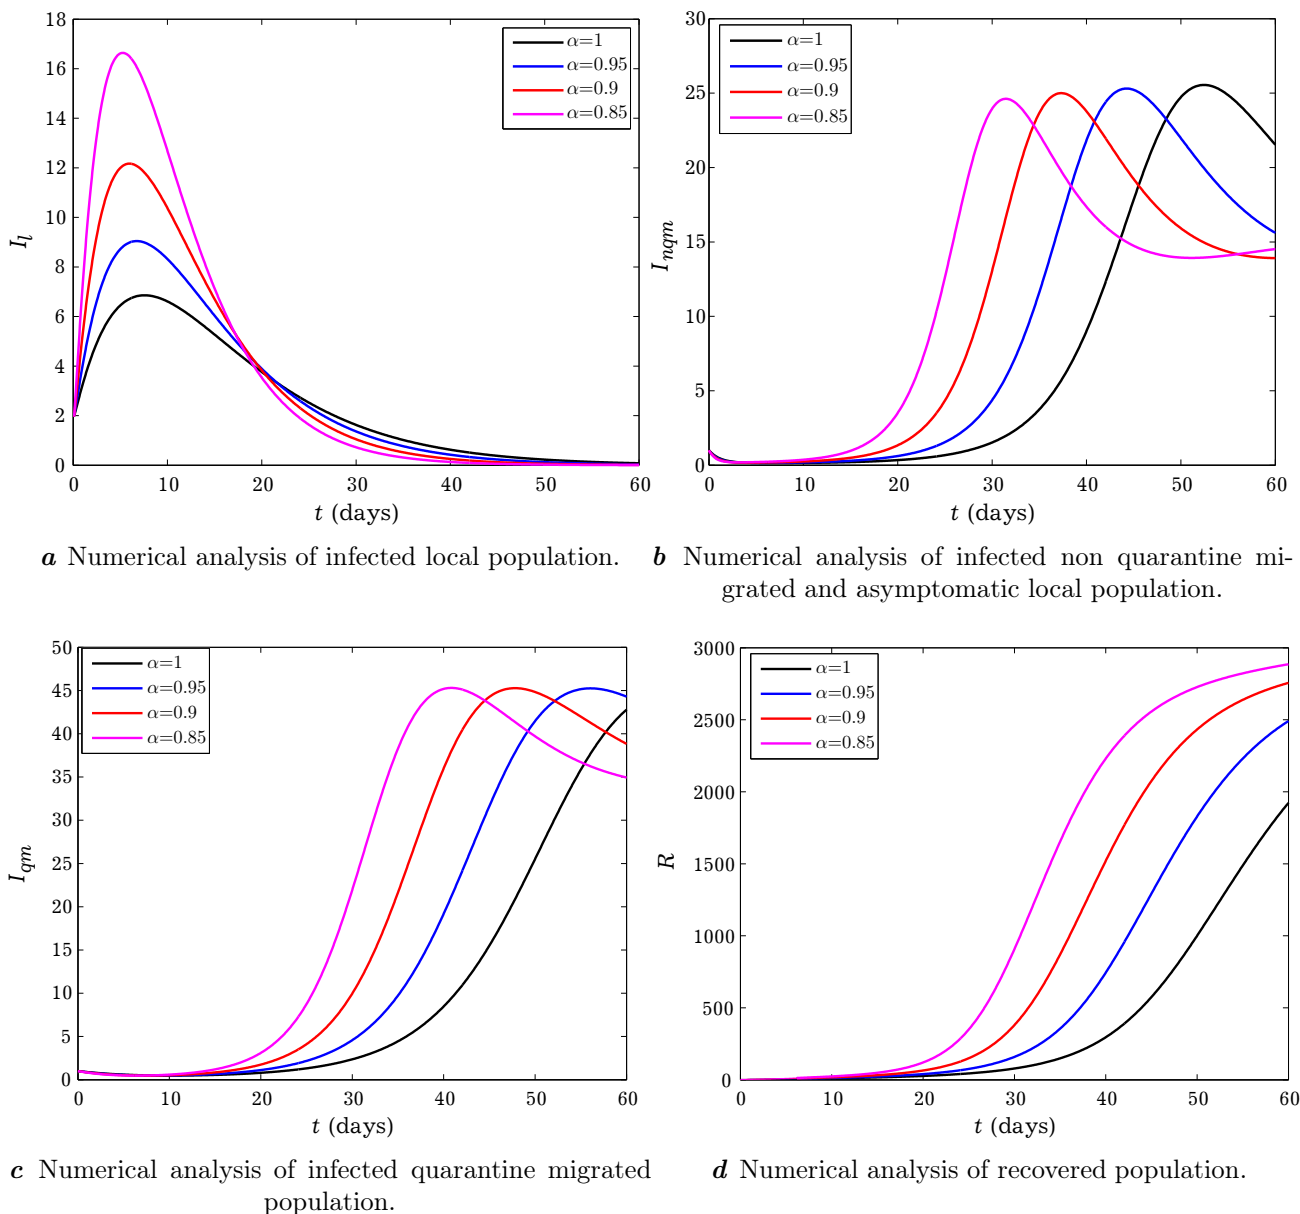 18
16
14
12
10
8
6
4
2
0
I_l
α=1
α=0.95
α=0.9
α=0.85
0 10 20 30 40 50 60
t (days)
a Numerical analysis of infected local population.
30
25
20
15
10
5
0
I_nqm
α=1
α=0.95
α=0.9
α=0.85
0 10 20 30 40 50 60
t (days)
b Numerical analysis of infected non quarantine mi-
grated and asymptomatic local population.
50
45
40
35
30
25
20
15
10
5
0
I_qm
α=1
α=0.95
α=0.9
α=0.85
0 10 20 30 40 50 60
t (days)
c Numerical analysis of infected quarantine migrated
population.
3000
2500
2000
1500
1000
500
0
R
α=1
α=0.95
α=0.9
α=0.85
0 10 20 30 40 50 60
t (days)
d Numerical analysis of recovered population.